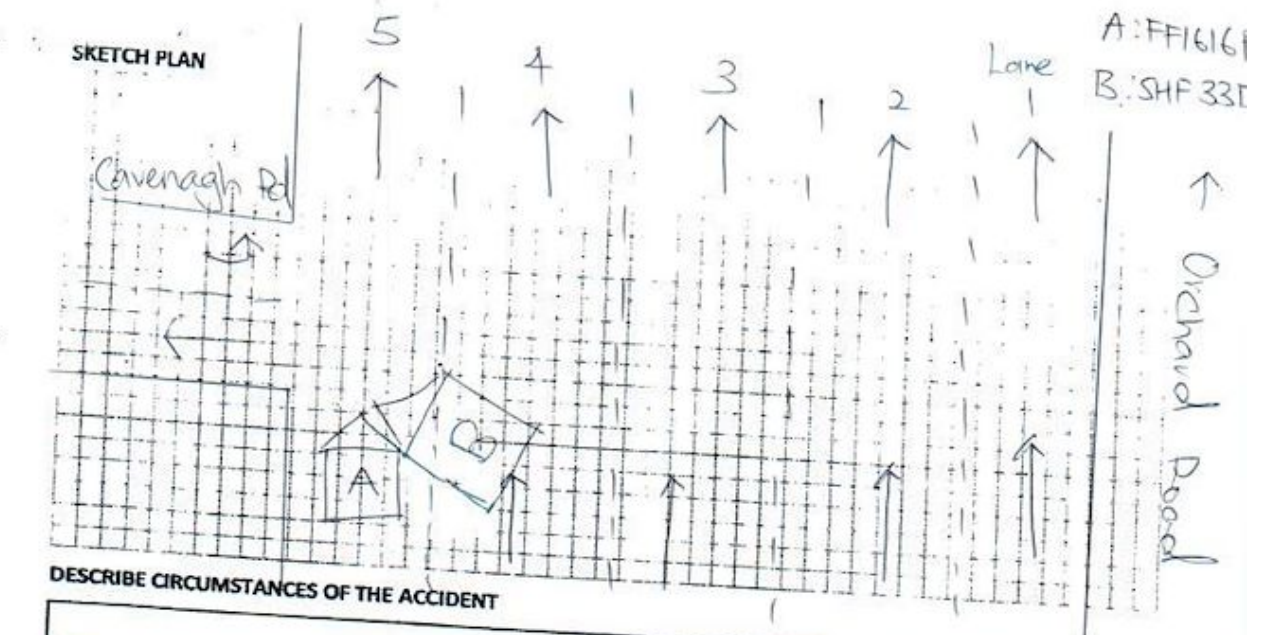 SKETCH PLAN
5
4
3
2
Lane
1
A:FF1616
B:SHF 33
Cavenagh Rd
↑ Orchard Road
A
B
DESCRIBE CIRCUMSTANCES OF THE ACCIDENT